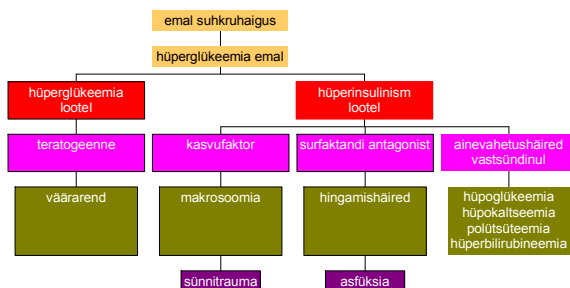 emal suhkruhaigus
hüperglükeemia emal
hüperglükeemia
lootel
hüperinsulinism
lootel
teratogeenne
kasvufaktor
surfaktandi antagonist
ainevahetushäired
vastsündinul
väärarend
makrosoomia
hingamishäired
hüpoglükeemia
hüpokaltseemia
polütsüteemia
hüperbilirubineemia
sünnitrauma
asfüksia